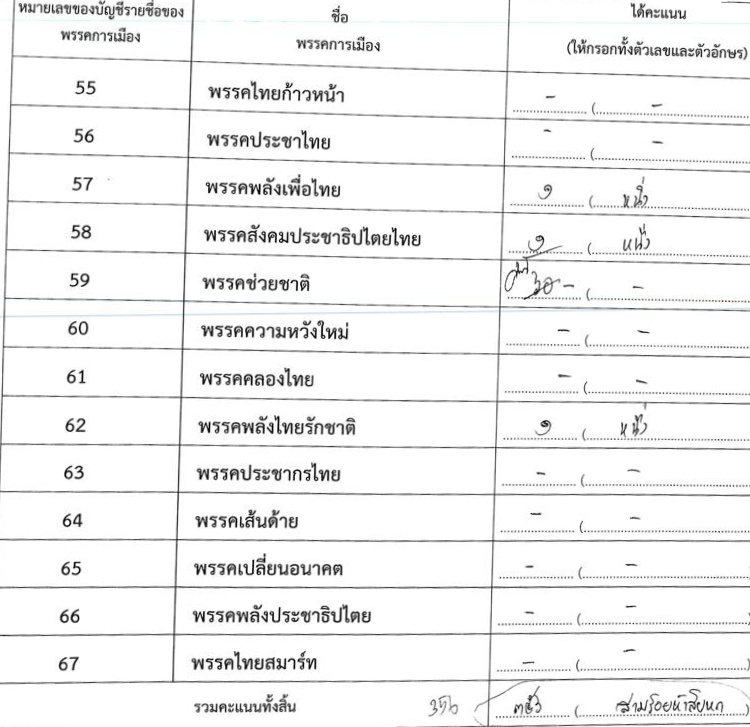 หมายเลขของบัญชีรายชื่อของ
พรรคการเมือง
ชื่อ
พรรคการเมือง
ได้คะแนน
(ให้กรอกทั้งตัวเลขและตัวอักษร)
55 พรรคไทยก้าวหน้า - ( -
56 พรรคประชาไทย - ( -
57 พรรคพลังเพื่อไทย ๑ ( หนึ่ง
58 พรรคสังคมประชาธิปไตยไทย ๑ ( หนึ่ง
59 พรรคช่วยชาติ - ( -
60 พรรคความหวังใหม่ - ( -
61 พรรคคลองไทย - ( -
62 พรรคพลังไทยรักชาติ ๑ ( หนึ่ง
63 พรรคประชากรไทย - ( -
64 พรรคเส้นด้าย - ( -
65 พรรคเปลี่ยนอนาคต - ( -
66 พรรคพลังประชาธิปไตย - ( -
67 พรรคไทยสมาร์ท - ( - )
รวมคะแนนทั้งสิ้น 356 ๓๕๖ ( สามร้อยห้าสิบหก )